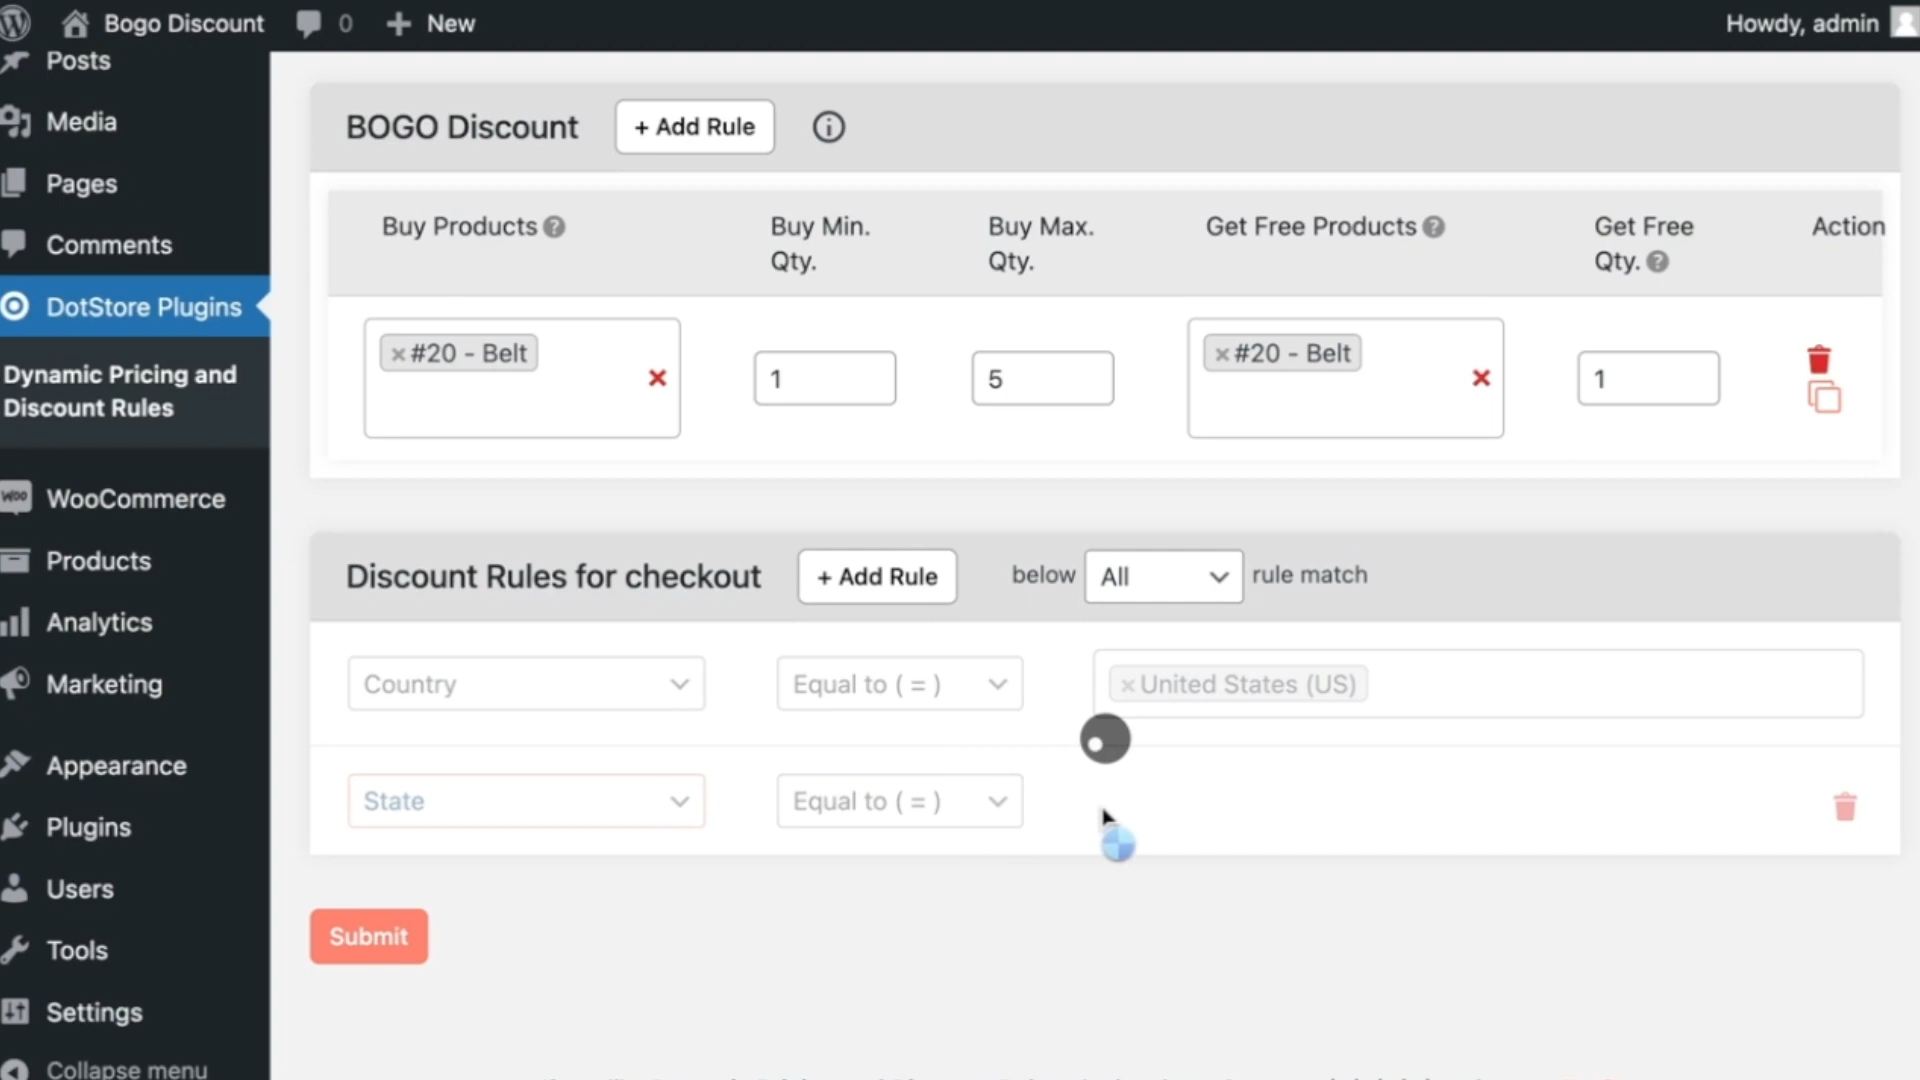 Bogo Discount 0 New Howdy, admin
Posts
Media
Pages
Comments
DotStore Plugins
Dynamic Pricing and
Discount Rules
WooCommerce
Products
Analytics
Marketing
Appearance
Plugins
Users
Tools
Settings
Collapse menu
BOGO Discount + Add Rule
Buy Products Buy Min. Qty. Buy Max. Qty. Get Free Products Get Free Qty. Action
×#20 - Belt 1 5 ×#20 - Belt 1
Discount Rules for checkout + Add Rule below All rule match
Country Equal to ( = ) ×United States (US)
State Equal to ( = )
Submit